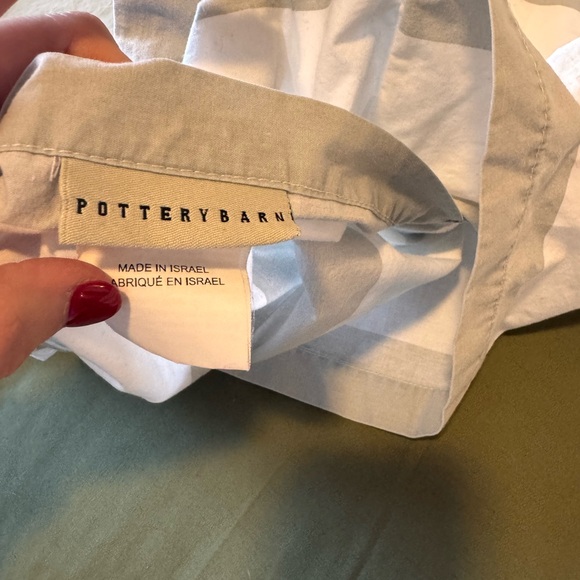 POTTERYBARN
MADE IN ISRAEL
FABRIQUÉ EN ISRAEL